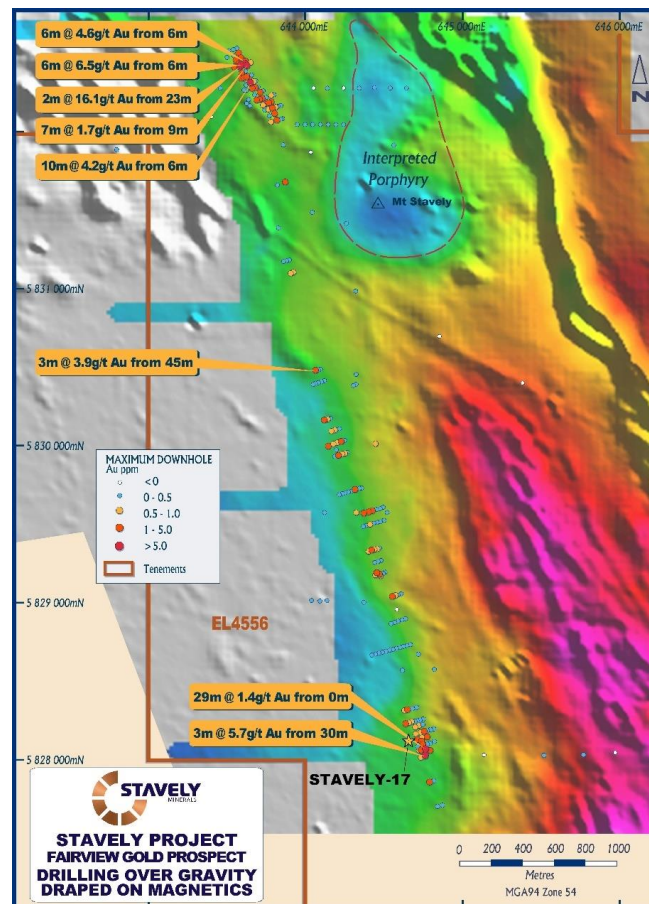 644 000mE
645 000mE
646 000mE
6m @ 4.6g/t Au from 6m
6m @ 6.5g/t Au from 6m
2m @ 16.1g/t Au from 23m
7m @ 1.7g/t Au from 9m
10m @ 4.2g/t Au from 6m
N
Interpreted
Porphyry
Mt Stavely
5 831 000mN
3m @ 3.9g/t Au from 45m
5 830 000mN
MAXIMUM DOWNHOLE
Au ppm
<0
0 - 0.5
0.5 - 1.0
1 - 5.0
>5.0
Tenements
5 829 000mN
EL4556
29m @ 1.4g/t Au from 0m
3m @ 5.7g/t Au from 30m
5 828 000mN
STAVELY-17
STAVELY
MINERALS
STAVELY PROJECT
FAIRVIEW GOLD PROSPECT
DRILLING OVER GRAVITY
DRAPED ON MAGNETICS
0 200 400 600 800 1000
Metres
MGA94 Zone 54